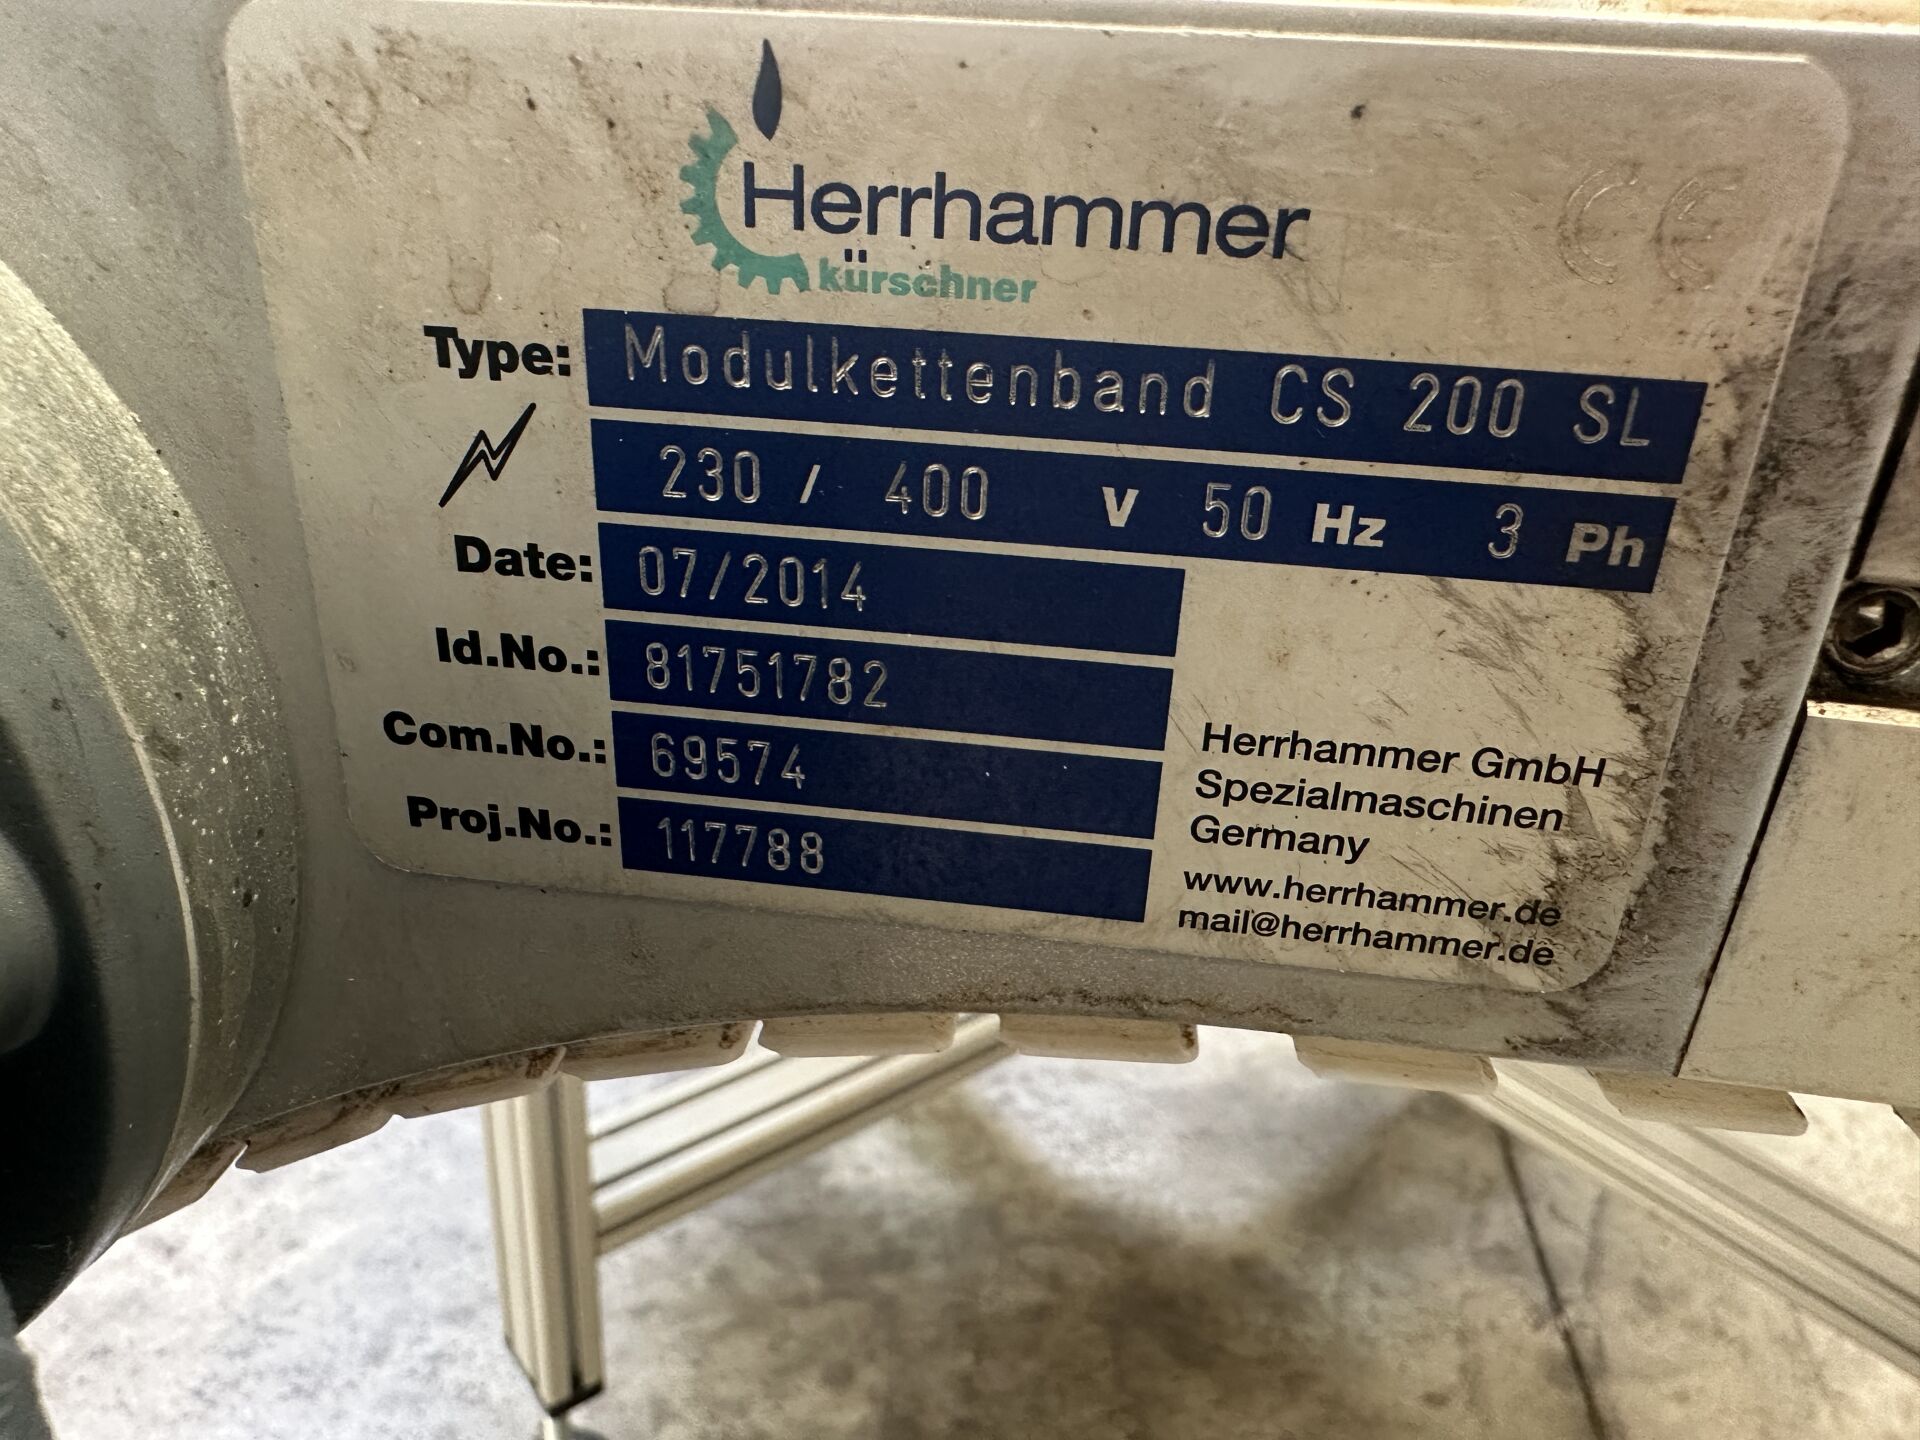 Herrhammer
kürschner
CE
Type: Modulkettenband CS 200 SL
230 / 400 V 50 Hz 3 Ph
Date: 07/2014
Id.No.: 81751782
Com.No.: 69574
Proj.No.: 117788
Herrhammer GmbH
Spezialmaschinen
Germany
www.herrhammer.de
mail@herrhammer.de